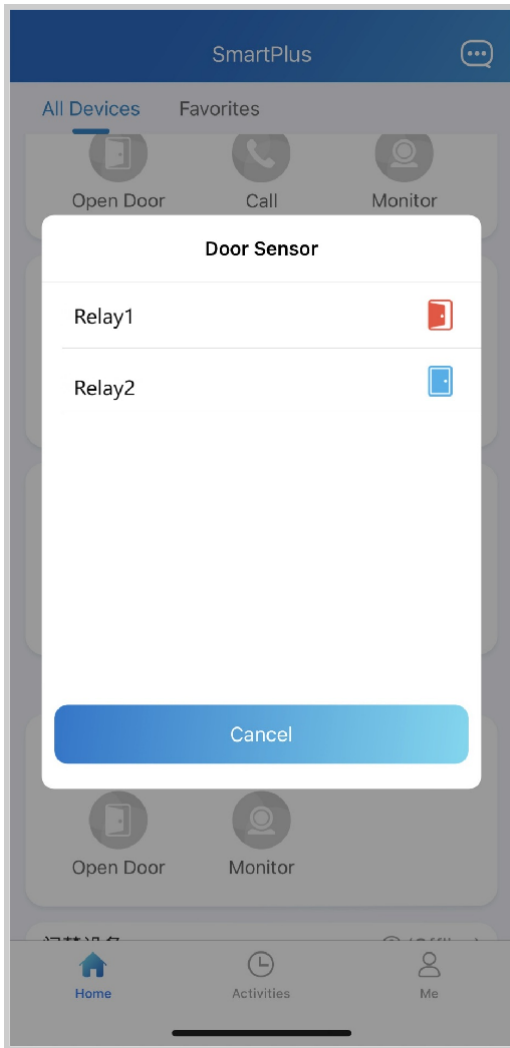 SmartPlus
All Devices Favorites
Open Door Call Monitor
Door Sensor
Relay1
Relay2
Cancel
Open Door Monitor
Home Activities Me